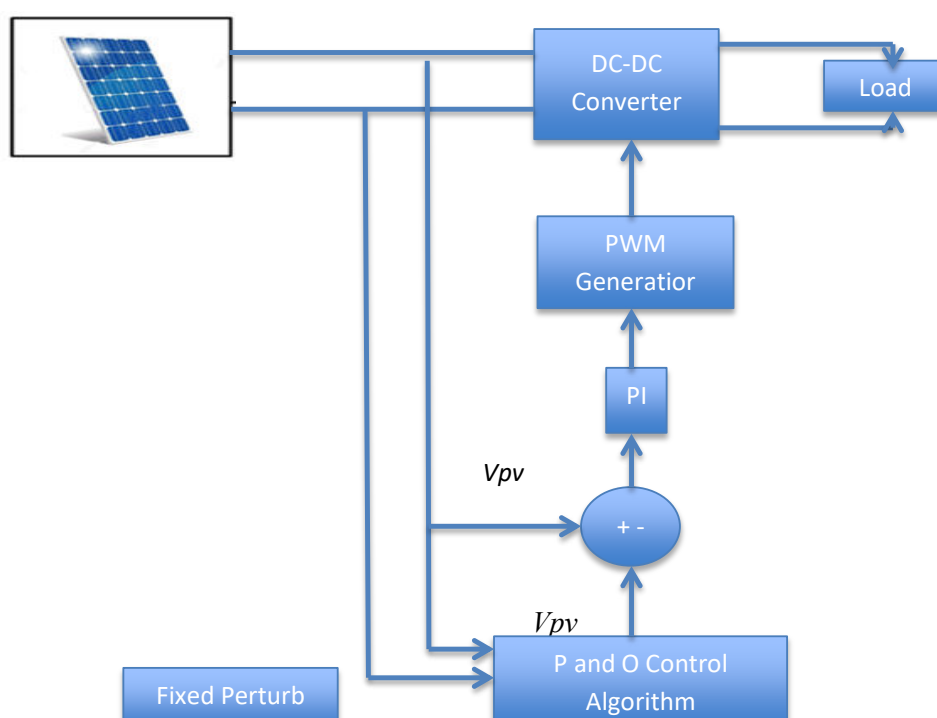 DC-DC
Converter
Load
PWM
Generatior
PI
Vpv
+ -
Vpv
P and O Control
Algorithm
Fixed Perturb